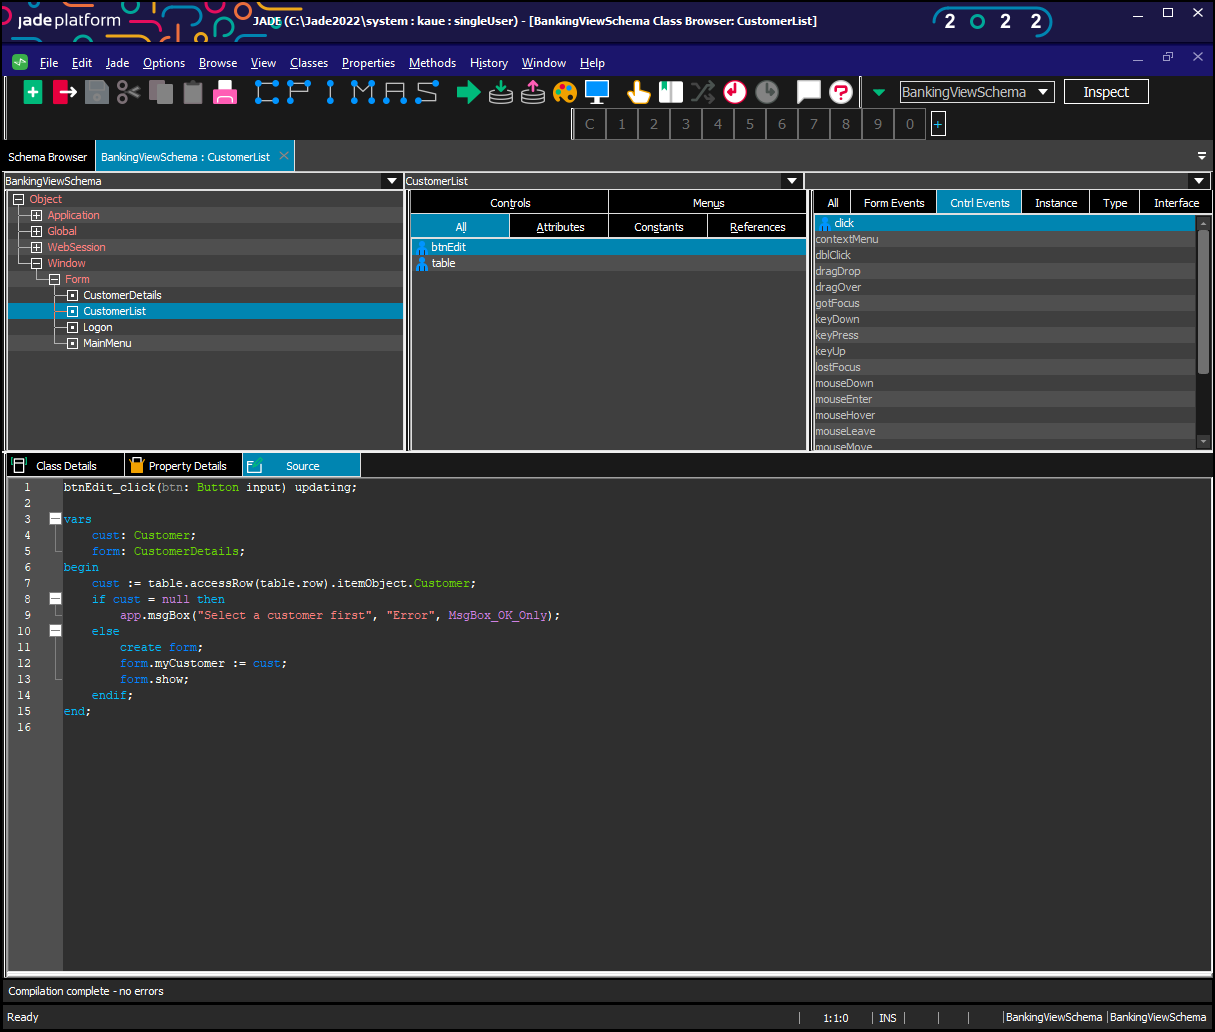 jadeplatform
JADE (C:\Jade2022\system : kaue : singleUser) - [BankingViewSchema Class Browser: CustomerList]
2 0 2 2
File Edit Jade Options Browse View Classes Properties Methods History Window Help
C P I M A S
BankingViewSchema
Inspect
C 1 2 3 4 5 6 7 8 9 0 +
Schema Browser
BankingViewSchema : CustomerList
BankingViewSchema
Object
Application
Global
WebSession
Window
Form
CustomerDetails
CustomerList
Logon
MainMenu
CustomerList
Controls Menus
All Attributes Constants References
btnEdit
table
All Form Events Cntrl Events Instance Type Interface
click
contextMenu
dblClick
dragDrop
dragOver
gotFocus
keyDown
keyPress
keyUp
lostFocus
mouseDown
mouseEnter
mouseHover
mouseLeave
mouseMove
Class Details Property Details Source
1 btnEdit_click(btn: Button input) updating;
2
3 vars
4 cust: Customer;
5 form: CustomerDetails;
6 begin
7 cust := table.accessRow(table.row).itemObject.Customer;
8 if cust = null then
9 app.msgBox("Select a customer first", "Error", MsgBox_OK_Only);
10 else
11 create form;
12 form.myCustomer := cust;
13 form.show;
14 endif;
15 end;
16
Compilation complete - no errors
Ready 1:1:0 INS BankingViewSchema BankingViewSchema